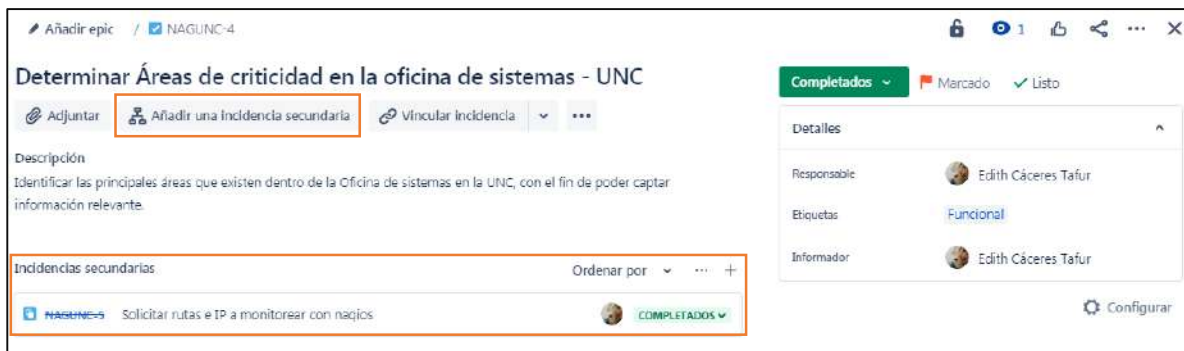 Añadir epic / NAGUNC-4
1
Determinar Áreas de criticidad en la oficina de sistemas - UNC
Adjuntar Añadir una incidencia secundaria Vincular incidencia
Descripción
Identificar las principales áreas que existen dentro de la Oficina de sistemas en la UNC, con el fin de poder captar
información relevante.
Incidencias secundarias Ordenar por
NAGUNC-5 Solicitar rutas e IP a monitorear con nagios COMPLETADOS
Completados Marcado Listo
Detalles
Responsable Edith Cáceres Tafur
Etiquetas Funcional
Informador Edith Cáceres Tafur
Configurar